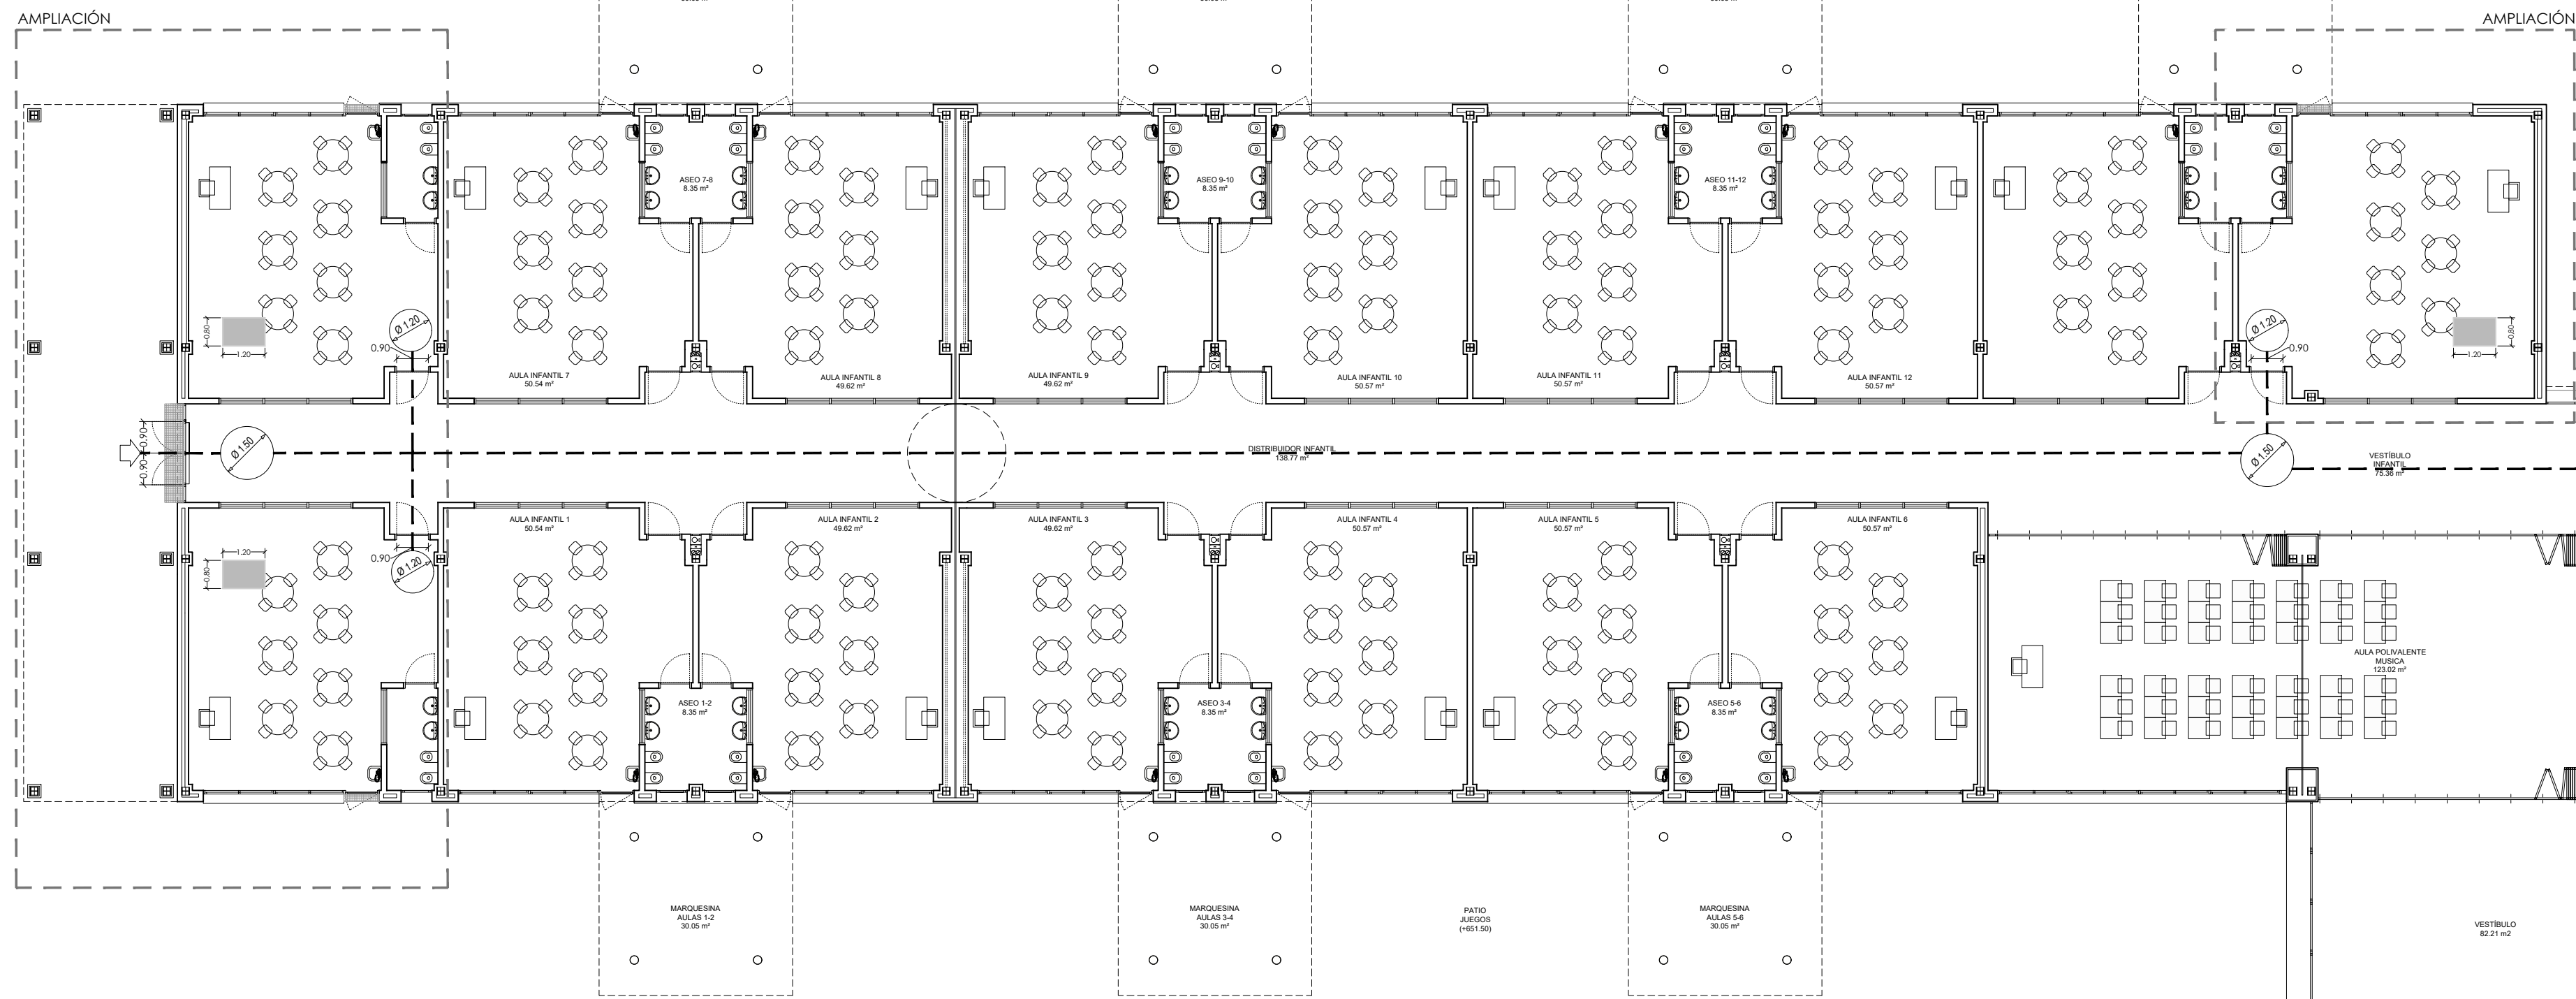 AMPLIACIÓN
AMPLIACIÓN
ASEO 7-8
8.35 m²
ASEO 9-10
8.35 m²
ASEO 11-12
8.35 m²
0.80
1.20
0.90
Ø 1.20
Ø 1.20
0.90
0.80
1.20
AULA INFANTIL 7
50.54 m²
AULA INFANTIL 8
49.62 m²
AULA INFANTIL 9
49.62 m²
AULA INFANTIL 10
50.57 m²
AULA INFANTIL 11
50.57 m²
AULA INFANTIL 12
50.57 m²
0.90
0.90
Ø 1.50
DISTRIBUIDOR INFANTIL
138.77 m²
Ø 1.50
VESTÍBULO
INFANTIL
75.36 m²
AULA INFANTIL 1
50.54 m²
AULA INFANTIL 2
49.62 m²
AULA INFANTIL 3
49.62 m²
AULA INFANTIL 4
50.57 m²
AULA INFANTIL 5
50.57 m²
AULA INFANTIL 6
50.57 m²
1.20
0.80
0.90
Ø 1.20
AULA POLIVALENTE
MUSICA
123.02 m²
ASEO 1-2
8.35 m²
ASEO 3-4
8.35 m²
ASEO 5-6
8.35 m²
MARQUESINA
AULAS 1-2
30.05 m²
MARQUESINA
AULAS 3-4
30.05 m²
PATIO
JUEGOS
(+651.50)
MARQUESINA
AULAS 5-6
30.05 m²
VESTÍBULO
82.21 m2